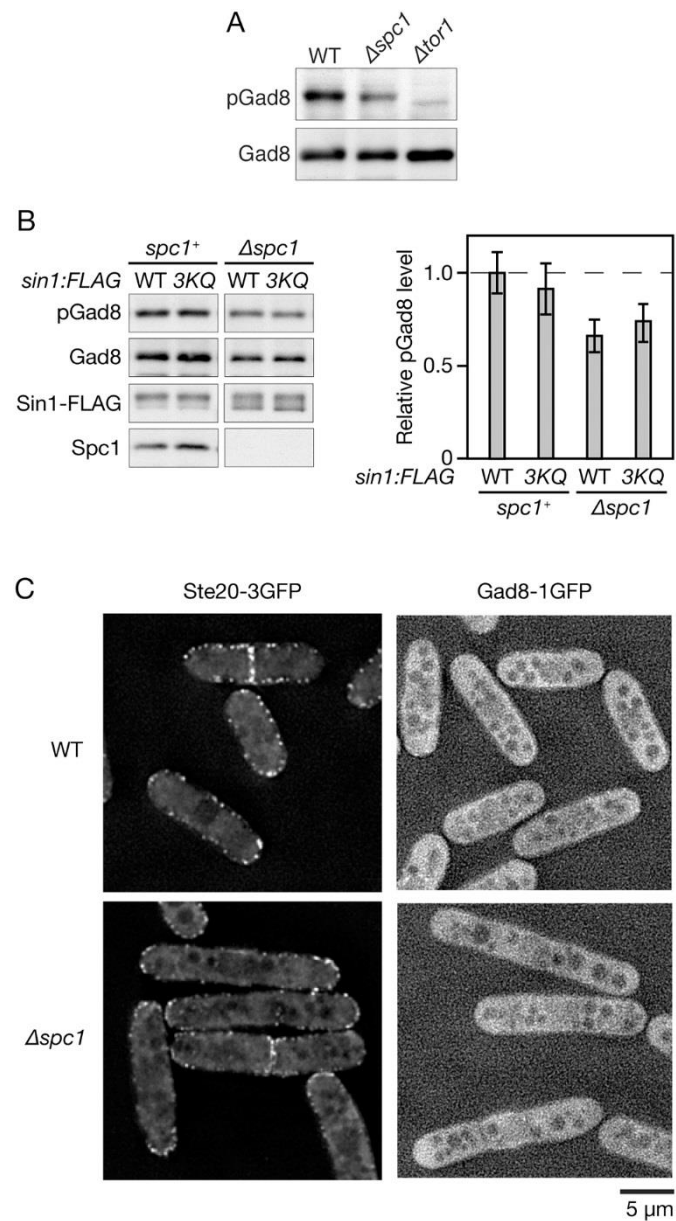 A
WT Δspc1 Δtor1
pGad8
Gad8
B
spc1+ Δspc1
sin1:FLAG WT 3KQ WT 3KQ
pGad8
Gad8
Sin1-FLAG
Spc1
Relative pGad8 level
1.0
0.5
0
sin1:FLAG WT 3KQ WT 3KQ
spc1+ Δspc1
C
Ste20-3GFP Gad8-1GFP
WT
Δspc1
5 μm